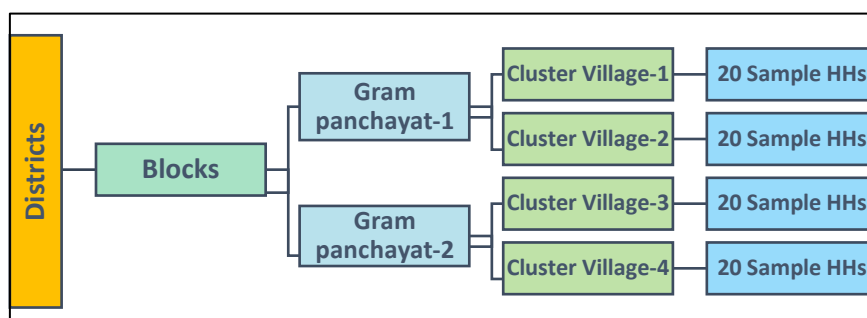 Districts
Blocks
Gram
panchayat-1
Gram
panchayat-2
Cluster Village-1
20 Sample HHs
Cluster Village-2
20 Sample HHs
Cluster Village-3
20 Sample HHs
Cluster Village-4
20 Sample HHs